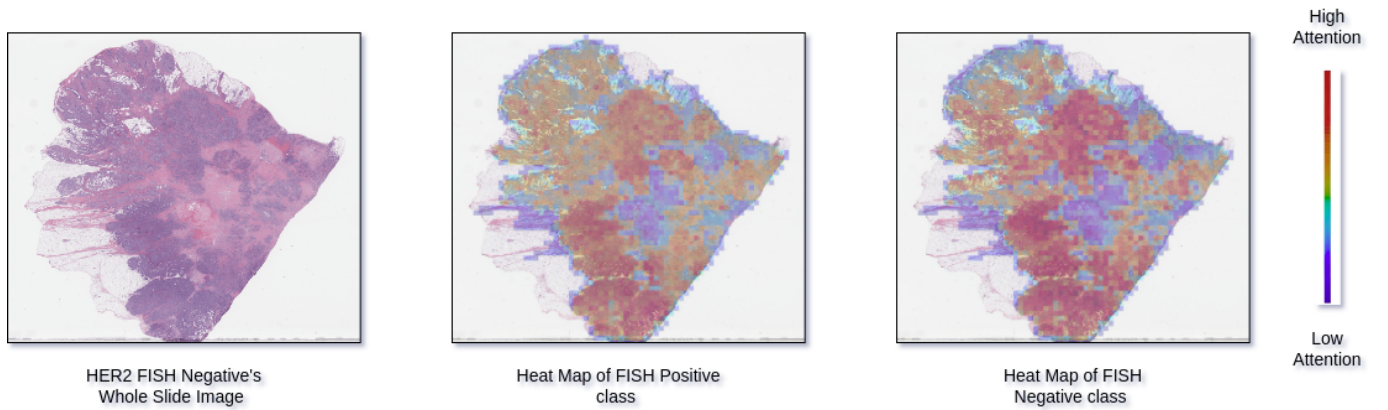 High
Attention
Low
Attention
HER2 FISH Negative's
Whole Slide Image
Heat Map of FISH Positive
class
Heat Map of FISH
Negative class